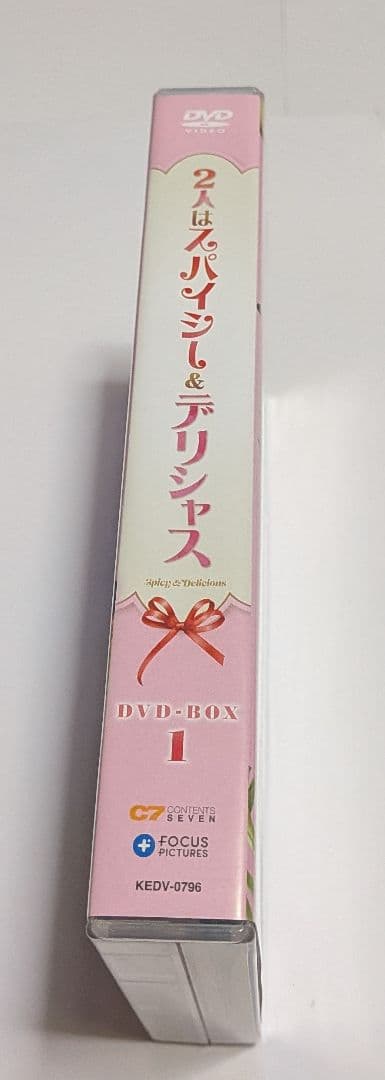 DVD
VIDEO
2人はスパイシー&デリシャス
Spicy & Delicious
DVD-BOX
1
C7 CONTENTS
SEVEN
FOCUS
PICTURES
KEDV-0796